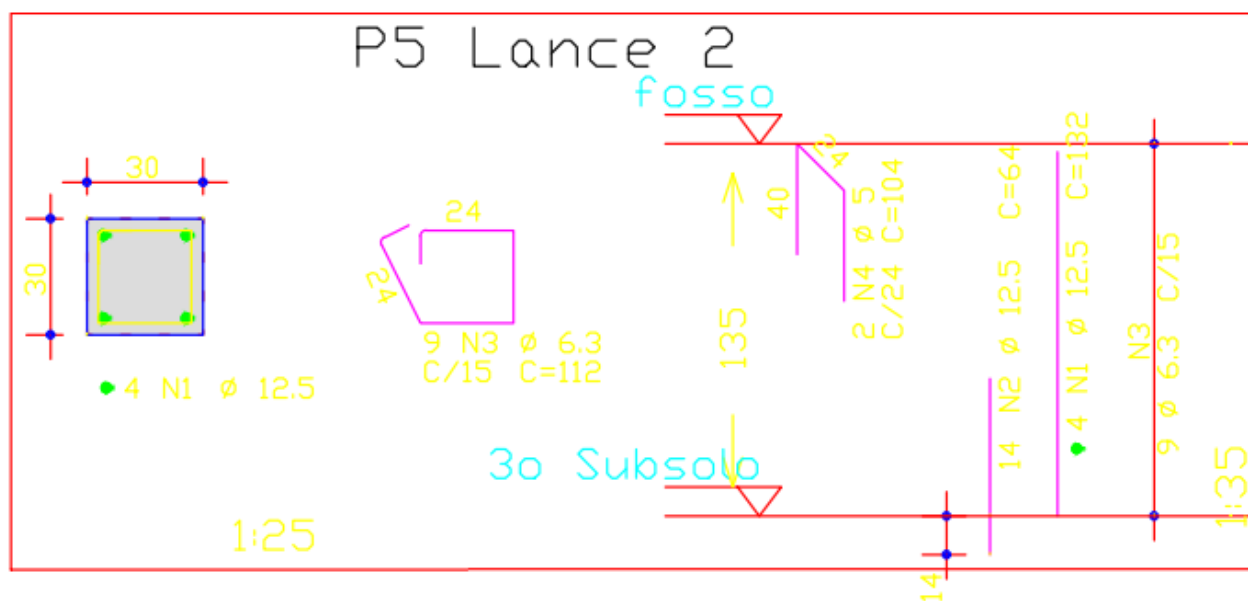 P5 Lance 2
fosso
30
30
4 N1 ø 12.5
24
24
9 N3 ø 6.3
C/15 C=112
135
3o Subsolo
1:25
24
40
2 N4 ø 5
C/24 C=104
14 N2 ø 12.5 C=64
4 N1 ø 12.5 C=132
N3
9 ø 6.3 C/15
14
1:35